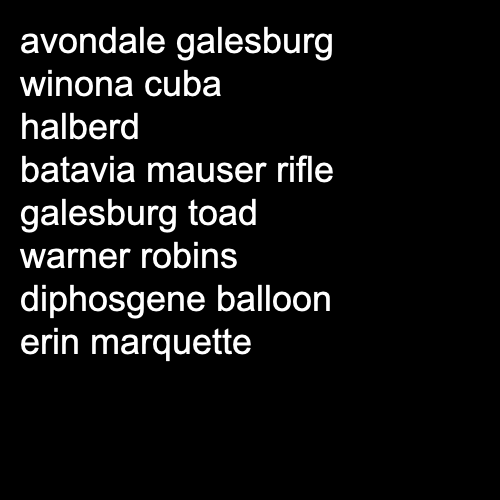 avondale galesburg
winona cuba
halberd
batavia mauser rifle
galesburg toad
warner robins
diphosgene balloon
erin marquette